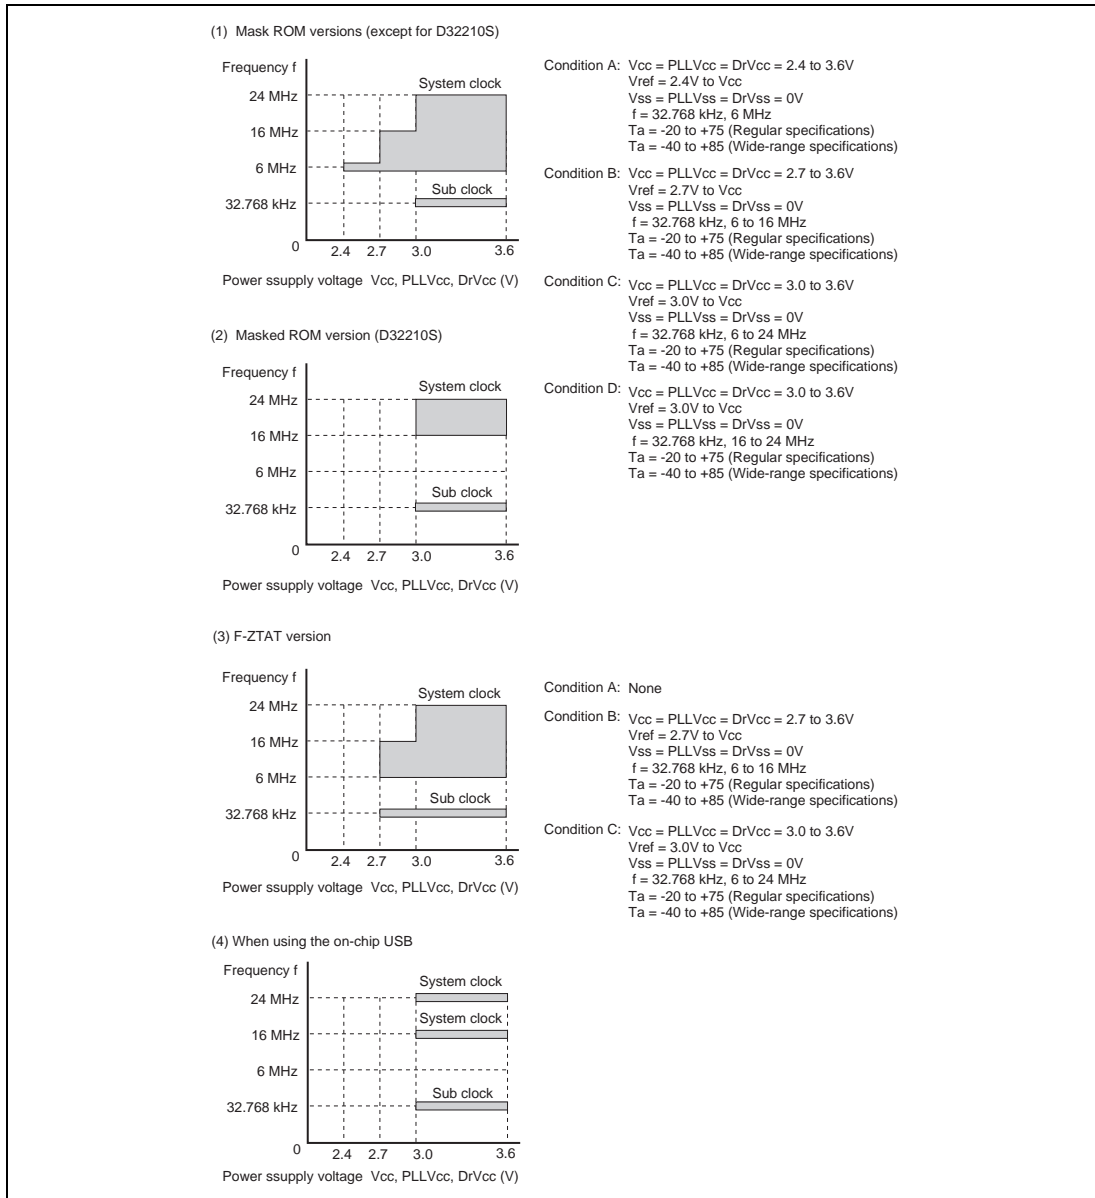 (1) Mask ROM versions (except for D32210S)
Frequency f
System clock
24 MHz
16 MHz
6 MHz
Sub clock
32.768 kHz
0
2.4 2.7 3.0 3.6
Power ssupply voltage Vcc, PLLVcc, DrVcc (V)
Condition A: Vcc = PLLVcc = DrVcc = 2.4 to 3.6V
Vref = 2.4V to Vcc
Vss = PLLVss = DrVss = 0V
f = 32.768 kHz, 6 MHz
Ta = -20 to +75 (Regular specifications)
Ta = -40 to +85 (Wide-range specifications)
Condition B: Vcc = PLLVcc = DrVcc = 2.7 to 3.6V
Vref = 2.7V to Vcc
Vss = PLLVss = DrVss = 0V
f = 32.768 kHz, 6 to 16 MHz
Ta = -20 to +75 (Regular specifications)
Ta = -40 to +85 (Wide-range specifications)
Condition C: Vcc = PLLVcc = DrVcc = 3.0 to 3.6V
Vref = 3.0V to Vcc
Vss = PLLVss = DrVss = 0V
f = 32.768 kHz, 6 to 24 MHz
Ta = -20 to +75 (Regular specifications)
Ta = -40 to +85 (Wide-range specifications)
(2) Masked ROM version (D32210S)
Frequency f
System clock
24 MHz
16 MHz
6 MHz
Sub clock
32.768 kHz
0
2.4 2.7 3.0 3.6
Power ssupply voltage Vcc, PLLVcc, DrVcc (V)
Condition D: Vcc = PLLVcc = DrVcc = 3.0 to 3.6V
Vref = 3.0V to Vcc
Vss = PLLVss = DrVss = 0V
f = 32.768 kHz, 16 to 24 MHz
Ta = -20 to +75 (Regular specifications)
Ta = -40 to +85 (Wide-range specifications)
(3) F-ZTAT version
Frequency f
System clock
24 MHz
16 MHz
6 MHz
Sub clock
32.768 kHz
0
2.4 2.7 3.0 3.6
Power ssupply voltage Vcc, PLLVcc, DrVcc (V)
Condition A: None
Condition B: Vcc = PLLVcc = DrVcc = 2.7 to 3.6V
Vref = 2.7V to Vcc
Vss = PLLVss = DrVss = 0V
f = 32.768 kHz, 6 to 16 MHz
Ta = -20 to +75 (Regular specifications)
Ta = -40 to +85 (Wide-range specifications)
Condition C: Vcc = PLLVcc = DrVcc = 3.0 to 3.6V
Vref = 3.0V to Vcc
Vss = PLLVss = DrVss = 0V
f = 32.768 kHz, 6 to 24 MHz
Ta = -20 to +75 (Regular specifications)
Ta = -40 to +85 (Wide-range specifications)
(4) When using the on-chip USB
Frequency f
System clock
24 MHz
System clock
16 MHz
6 MHz
Sub clock
32.768 kHz
0
2.4 2.7 3.0 3.6
Power ssupply voltage Vcc, PLLVcc, DrVcc (V)